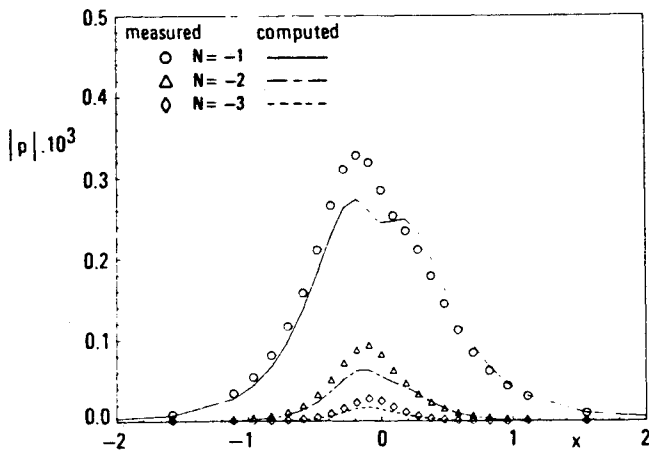 0.5
measured computed
N = −1
N = −2
N = −3
0.4
|p|.10³
0.3
0.2
0.1
0.0
−2 −1 0 1 x 2